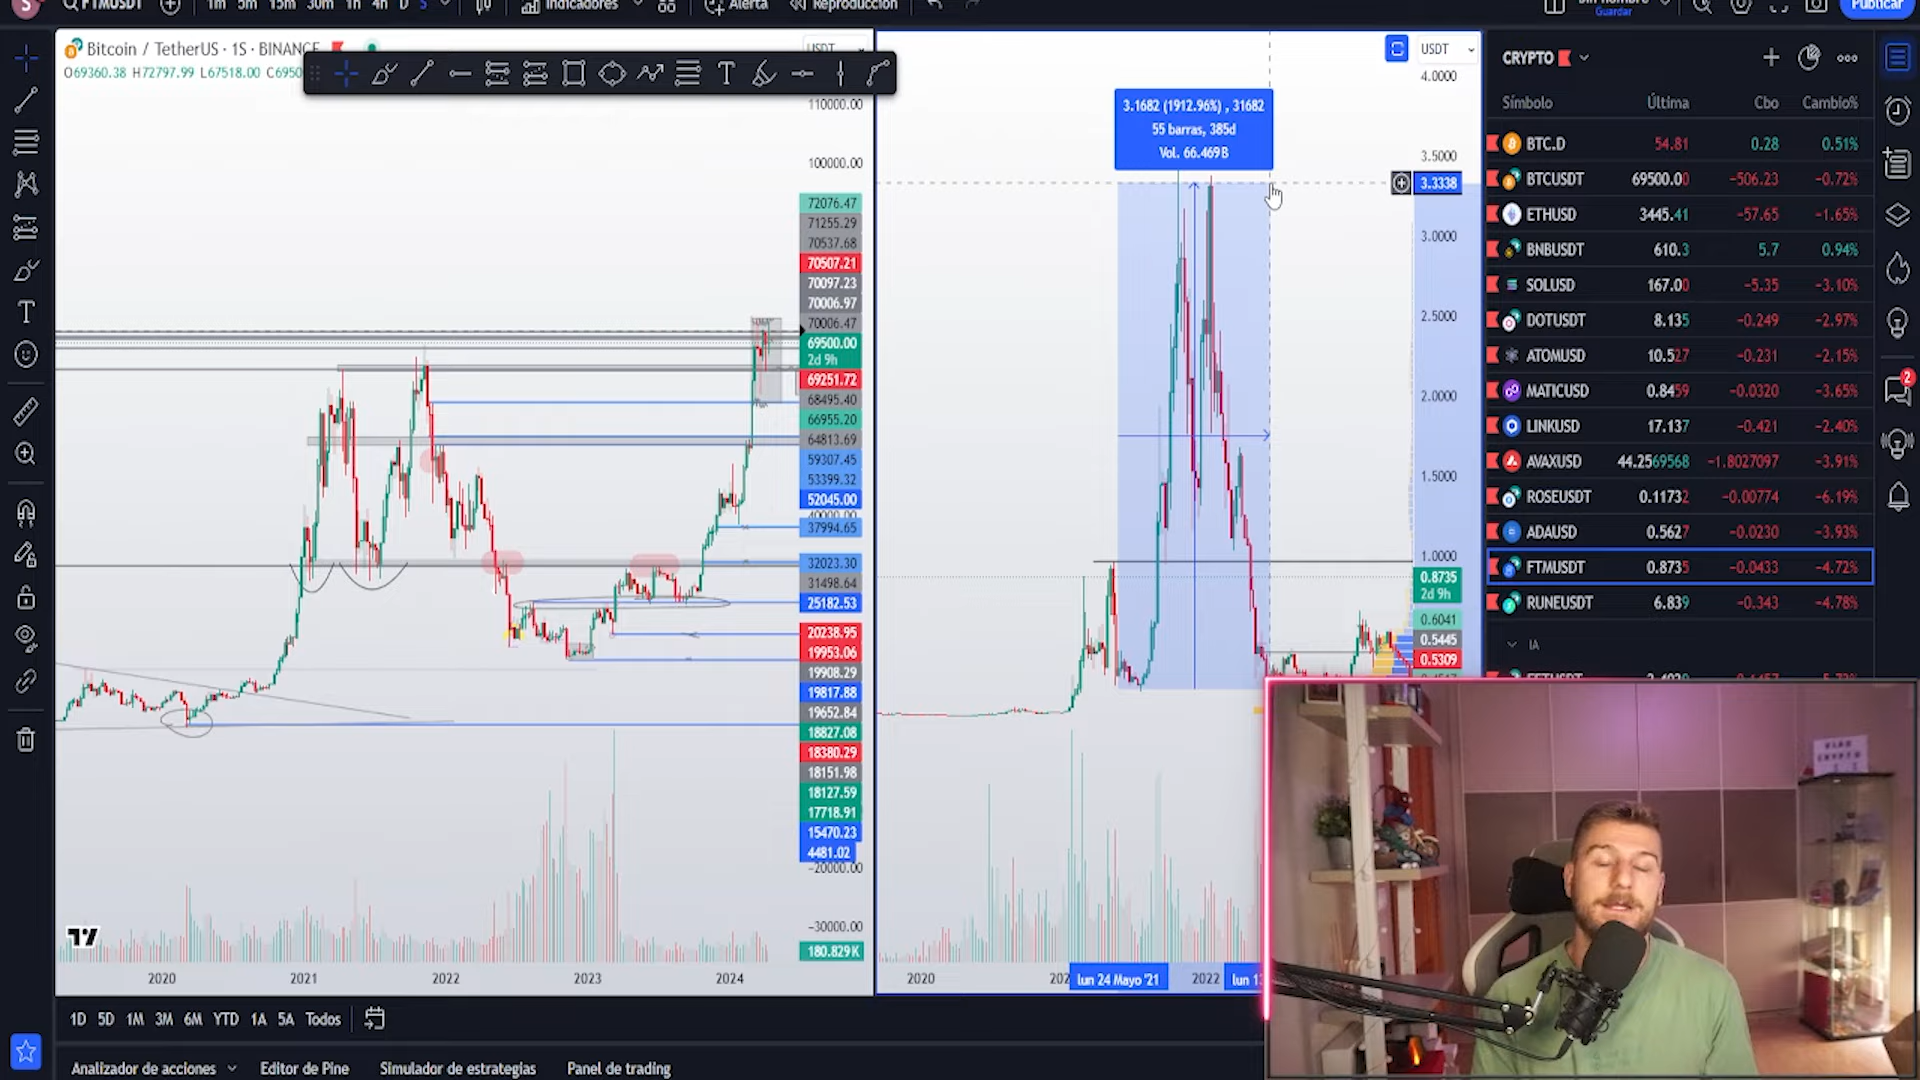 FTMUSDT 1m 5m 15m 30m 1h 4h D S Indicadores Alerta Reproducción
Guardar
Publicar
Bitcoin / TetherUS · 1S · BINANCE
O69360.38 H72797.99 L67518.00 C6950
USDT
110000.00
100000.00
72076.47
71255.29
70537.68
70507.21
70097.23
70006.97
70006.47
69500.00
2d 9h
69251.72
68495.40
66955.20
64813.69
59307.45
53399.32
52045.00
37994.65
32023.30
31498.64
25182.53
20238.95
19953.06
19908.29
19817.88
19652.84
18827.08
18380.29
18151.98
18127.59
17718.91
15470.23
4481.02
-20000.00
-30000.00
180.829K
2020 2021 2022 2023 2024
USDT
4.0000
3.1682 (1912.96%) , 31682
55 barras, 385d
Vol. 66.469B
3.5000
3.3338
3.0000
2.5000
2.0000
1.5000
1.0000
0.8735
2d 9h
0.6041
0.5445
0.5309
2020 202 lun 24 Mayo '21 2022 lun 1
CRYPTO
Símbolo Última Cbo Cambio%
BTC.D 54.81 0.28 0.51%
BTCUSDT 69500.00 -506.23 -0.72%
ETHUSD 3445.41 -57.65 -1.65%
BNBUSDT 610.3 5.7 0.94%
SOLUSD 167.00 -5.35 -3.10%
DOTUSDT 8.135 -0.249 -2.97%
ATOMUSD 10.527 -0.231 -2.15%
MATICUSD 0.8459 -0.0320 -3.65%
LINKUSD 17.137 -0.421 -2.40%
AVAXUSD 44.2569568 -1.8027097 -3.91%
ROSEUSDT 0.11732 -0.00774 -6.19%
ADAUSD 0.5627 -0.0230 -3.93%
FTMUSDT 0.8735 -0.0433 -4.72%
RUNEUSDT 6.839 -0.343 -4.78%
IA
2
1D 5D 1M 3M 6M YTD 1A 5A Todos
Analizador de acciones Editor de Pine Simulador de estrategias Panel de trading